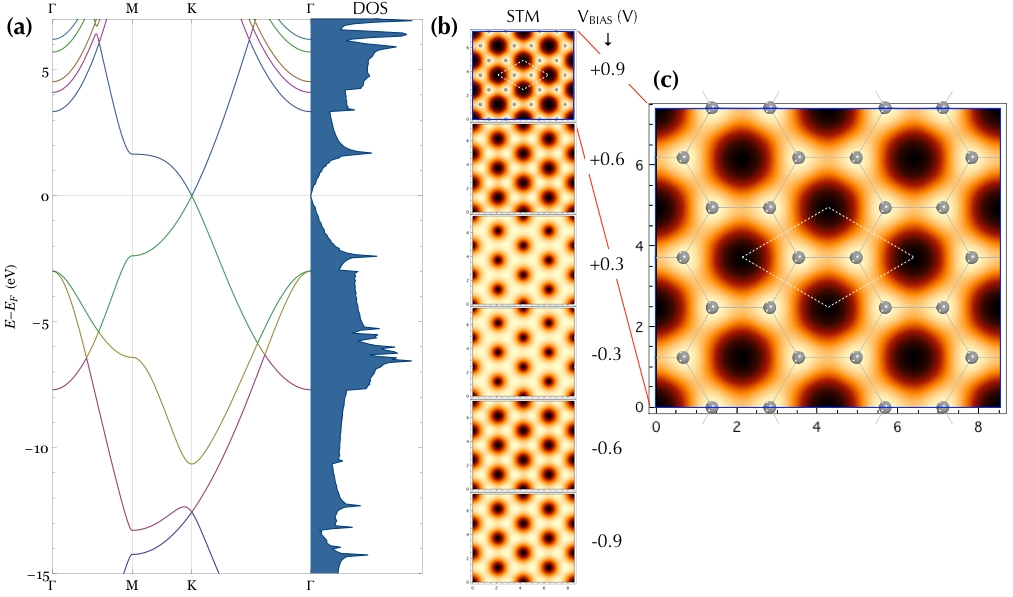 (a)
Γ M K Γ DOS
5
0
−5
−10
−15
E−E_F (eV)
Γ M K Γ
(b)
STM
V_BIAS (V)
↓
+0.9
+0.6
+0.3
-0.3
-0.6
-0.9
(c)
6
4
2
0
0 2 4 6 8